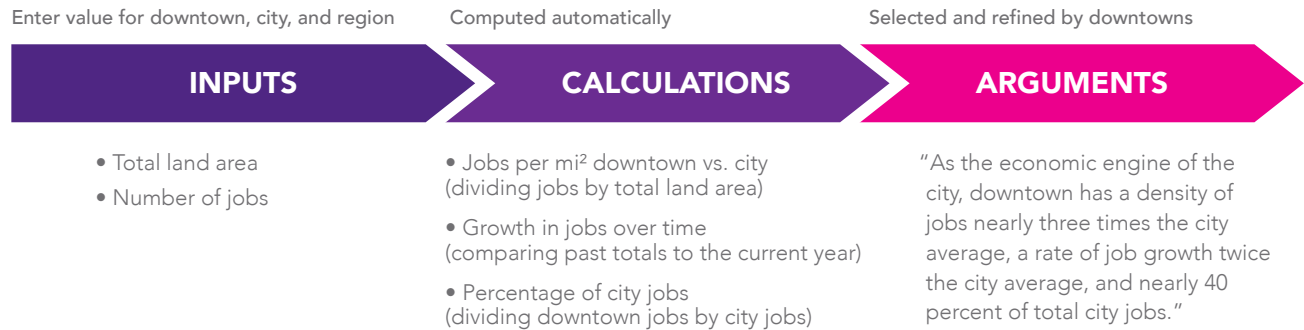 Enter value for downtown, city, and region
Computed automatically
Selected and refined by downtowns
INPUTS
CALCULATIONS
ARGUMENTS
• Total land area
• Number of jobs
• Jobs per mi² downtown vs. city
(dividing jobs by total land area)
• Growth in jobs over time
(comparing past totals to the current year)
• Percentage of city jobs
(dividing downtown jobs by city jobs)
“As the economic engine of the
city, downtown has a density of
jobs nearly three times the city
average, a rate of job growth twice
the city average, and nearly 40
percent of total city jobs.”